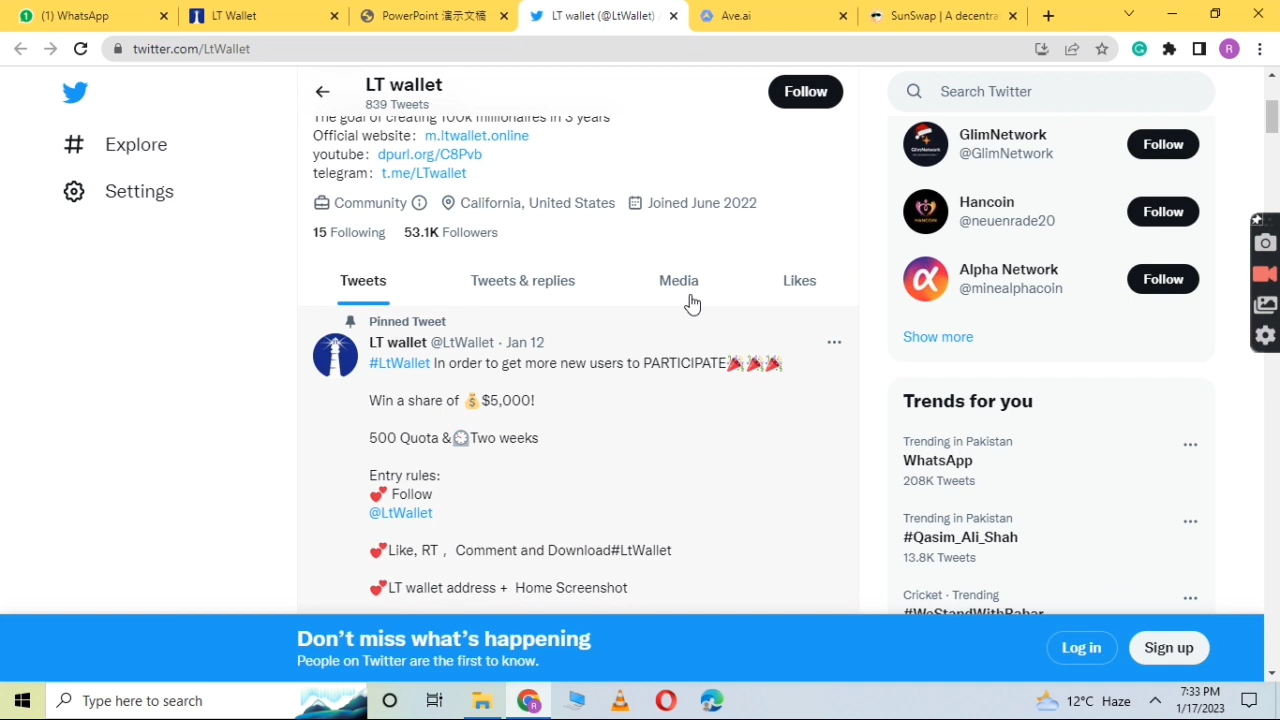 (1) WhatsApp
LT Wallet
PowerPoint 演示文稿
LT wallet (@LtWallet) /
Ave.ai
SunSwap | A decentra
twitter.com/LtWallet
R
LT wallet
839 Tweets
Follow
Search Twitter
Explore
Settings
The goal of creating 100k millionaires in 3 years
Official website： m.ltwallet.online
youtube： dpurl.org/C8Pvb
telegram： t.me/LTwallet
Community
California, United States
Joined June 2022
15 Following
53.1K Followers
Tweets
Tweets & replies
Media
Likes
Pinned Tweet
LT wallet @LtWallet · Jan 12
#LtWallet In order to get more new users to PARTICIPATE🎉🎉🎉
Win a share of 💰$5,000!
500 Quota &🕙Two weeks
Entry rules:
💕 Follow
@LtWallet
💕Like, RT， Comment and Download#LtWallet
💕LT wallet address + Home Screenshot
GlimNetwork
@GlimNetwork
Follow
Hancoin
@neuenrade20
Follow
Alpha Network
@minealphacoin
Follow
Show more
Trends for you
Trending in Pakistan
WhatsApp
208K Tweets
Trending in Pakistan
#Qasim_Ali_Shah
13.8K Tweets
Cricket · Trending
#WeStandWithBabar
Don't miss what's happening
People on Twitter are the first to know.
Log in
Sign up
Type here to search
12°C Haze
7:33 PM
1/17/2023